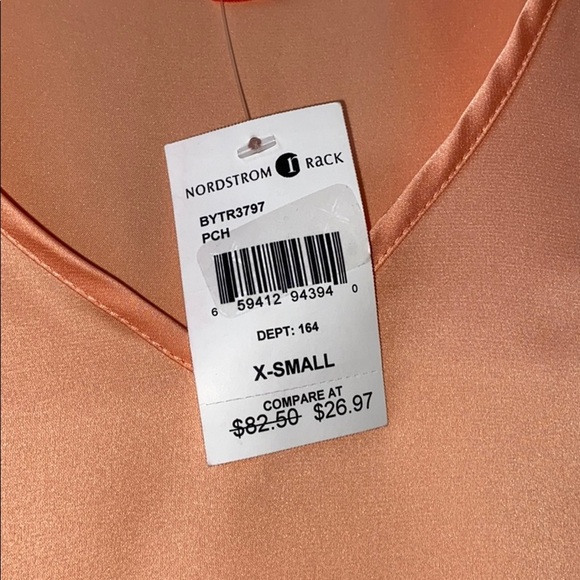 NORDSTROM r RACK
BYTR3797
PCH
6 59412 94394 0
DEPT: 164
X-SMALL
COMPARE AT
$82.50 $26.97